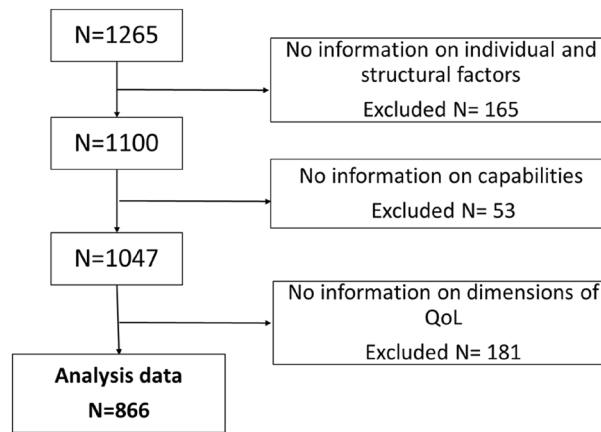 N=1265
No information on individual and
structural factors
Excluded N= 165
N=1100
No information on capabilities
Excluded N= 53
N=1047
No information on dimensions of
QoL
Excluded N= 181
Analysis data
N=866